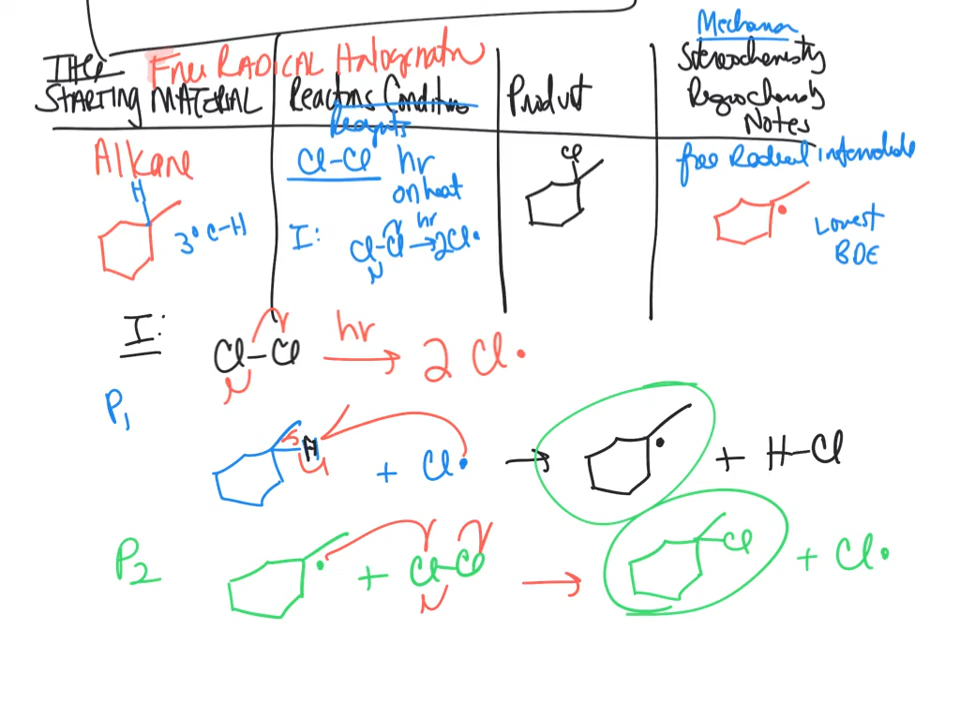 Free RADICAL Halogenatn
STARTING MATERIAL
Reactions Conditions
Reagents
Product
Mechanism
Stereochemistry
Regiochemistry
Notes
Alkane
H
3° C-H
Cl-Cl hν
on heat
I: Cl-Cl hν → 2Cl•
Cl
free Radical intermediate
Lowest
BDE
I: Cl-Cl hν → 2 Cl•
P1
H + Cl• → • + H-Cl
P2
• + Cl-Cl → Cl + Cl•